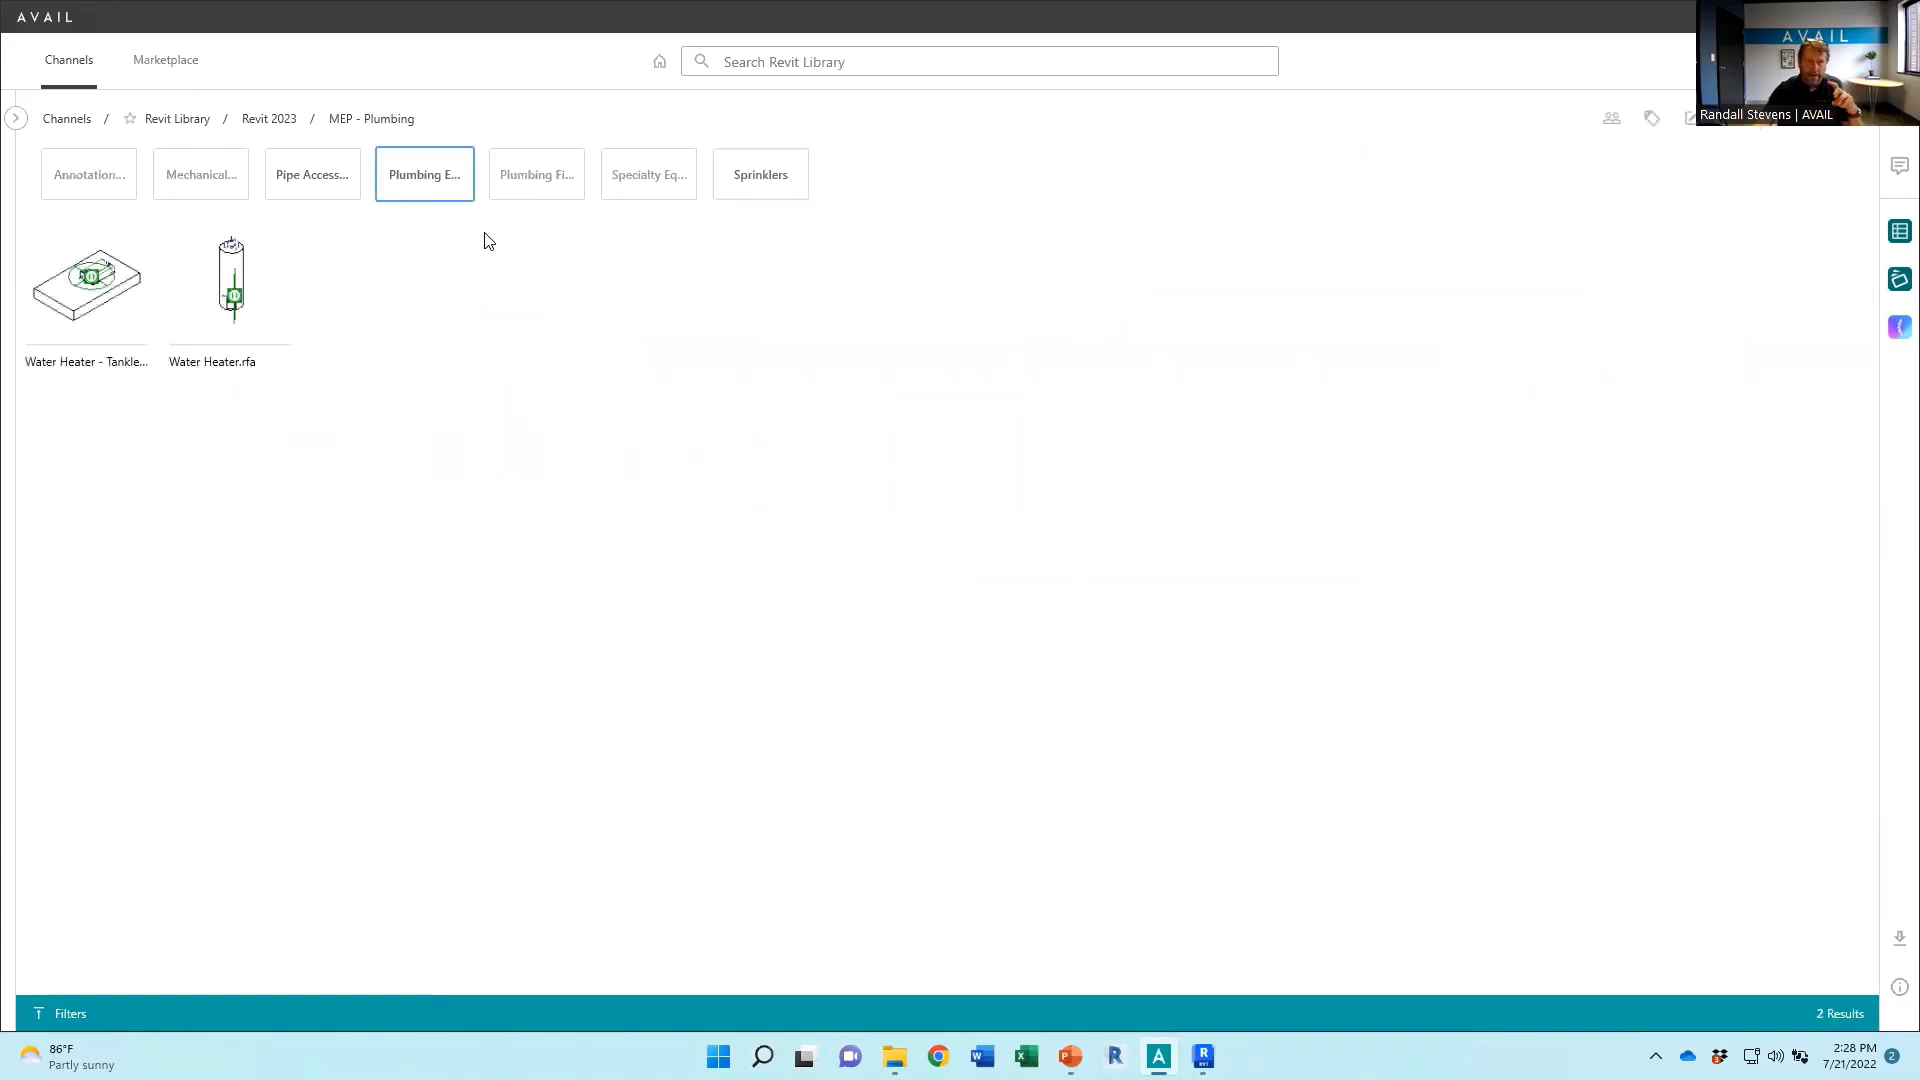 AVAIL
Channels
Marketplace
Search Revit Library
AVAIL
Randall Stevens | AVAIL
Channels / Revit Library / Revit 2023 / MEP - Plumbing
Annotation...
Mechanical...
Pipe Access...
Plumbing E...
Plumbing Fi...
Specialty Eq...
Sprinklers
Water Heater - Tankle...
Water Heater.rfa
Filters
2 Results
86°F
Partly sunny
2:28 PM
7/21/2022
2